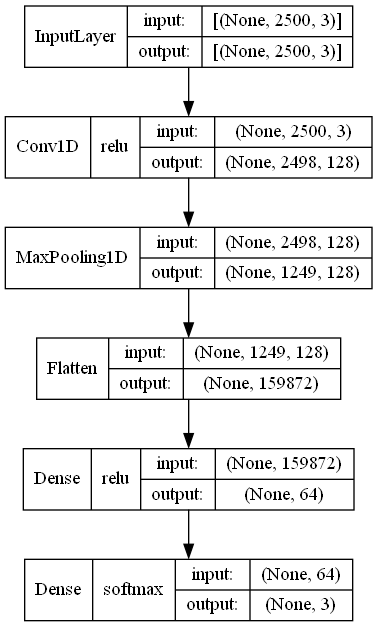 InputLayer input: [(None, 2500, 3)]
output: [(None, 2500, 3)]
Conv1D relu input: (None, 2500, 3)
output: (None, 2498, 128)
MaxPooling1D input: (None, 2498, 128)
output: (None, 1249, 128)
Flatten input: (None, 1249, 128)
output: (None, 159872)
Dense relu input: (None, 159872)
output: (None, 64)
Dense softmax input: (None, 64)
output: (None, 3)